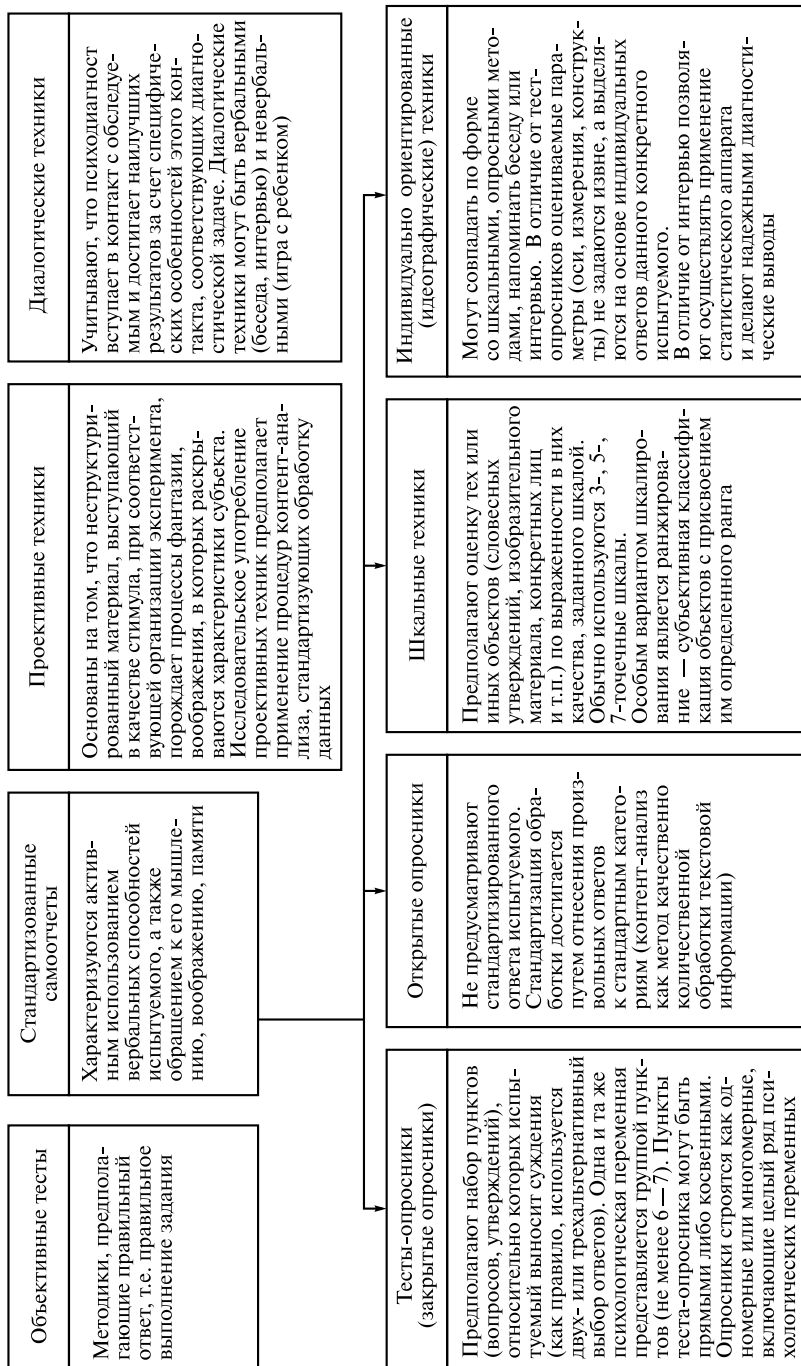 Объективные тесты
Методики, предпола-
гающие правильный
ответ, т.е. правильное
выполнение задания
Стандартизованные
самоотчеты
Характеризуются актив-
ным использованием
вербальных способностей
испытуемого, а также
обращением к его мышле-
нию, воображению, памяти
Проективные техники
Основаны на том, что неструктури-
рованный материал, выступающий
в качестве стимула, при соответст-
вующей организации эксперимента,
порождает процессы фантазии,
воображения, в которых раскры-
ваются характеристики субъекта.
Исследовательское употребление
проективных техник предполагает
применение процедур контент-ана-
лиза, стандартизующих обработку
данных
Диалогические техники
Учитывают, что психодиагност
вступает в контакт с обследуе-
мым и достигает наилучших
результатов за счет специфиче-
ских особенностей этого кон-
такта, соответствующих диагно-
стической задаче. Диалогические
техники могут быть вербальными
(беседа, интервью) и невербаль-
ными (игра с ребенком)
Тесты-опросники
(закрытые опросники)
Предполагают набор пунктов
(вопросов, утверждений),
относительно которых испы-
туемый выносит суждения
(как правило, используется
двух- или трехальтернативный
выбор ответов). Одна и та же
психологическая переменная
представляется группой пунк-
тов (не менее 6 — 7). Пункты
теста-опросника могут быть
прямыми либо косвенными.
Опросники строятся как од-
номерные или многомерные,
включающие целый ряд пси-
хологических переменных
Открытые опросники
Не предусматривают
стандартизированного
ответа испытуемого.
Стандартизация обра-
ботки достигается
путем отнесения произ-
вольных ответов
к стандартным катего-
риям (контент-анализ
как метод качественно
количественной
обработки текстовой
информации)
Шкальные техники
Предполагают оценку тех или
иных объектов (словесных
утверждений, изобразительного
материала, конкретных лиц
и т.п.) по выраженности в них
качества, заданного шкалой.
Обычно используются 3-, 5-,
7-точечные шкалы.
Особым вариантом шкалиро-
вания является ранжирова-
ние — субъективная классифи-
кация объектов с присвоением
им определенного ранга
Индивидуально ориентированные
(идеографические) техники
Могут совпадать по форме
со шкальными, опросными мето-
дами, напоминать беседу или
интервью. В отличие от тест-
опросников оцениваемые пара-
метры (оси, измерения, конструк-
ты) не задаются извне, а выделя-
ются на основе индивидуальных
ответов данного конкретного
испытуемого.
В отличие от интервью позволя-
ют осуществлять применение
статистического аппарата
и делают надежными диагности-
ческие выводы